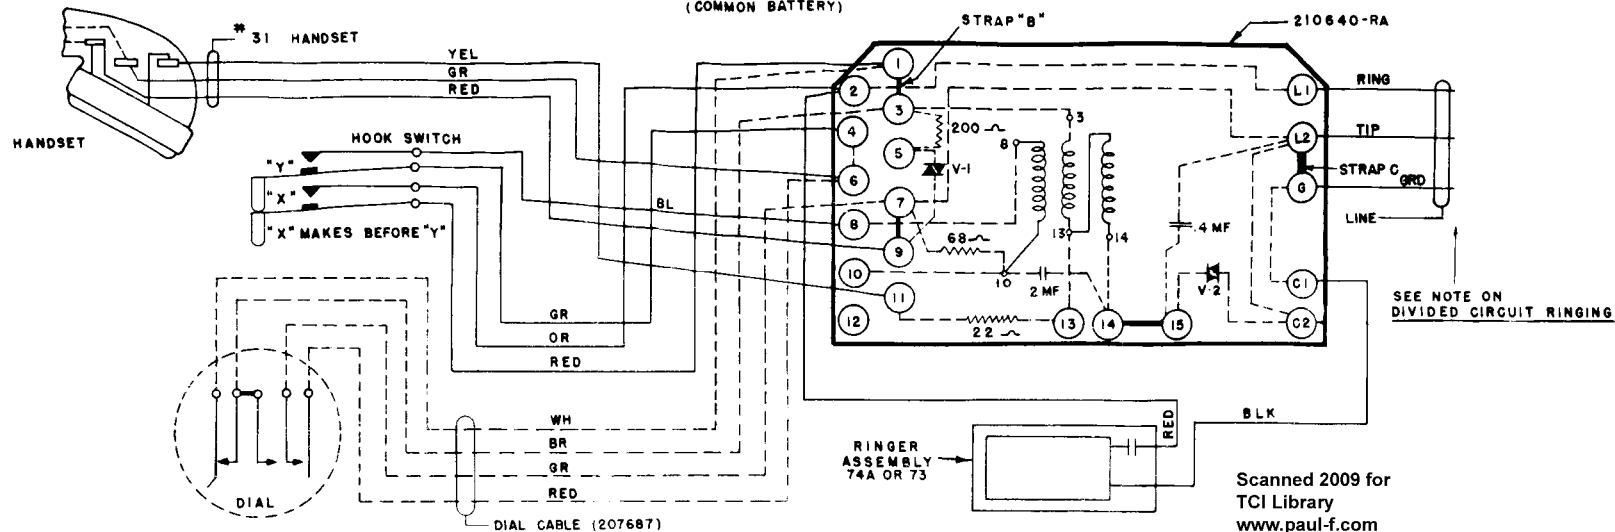 (COMMON BATTERY)
STRAP "B"
210640-RA
# 31 HANDSET
YEL
GR
RED
HANDSET
HOOK SWITCH
"Y"
"X"
"X" MAKES BEFORE "Y"
BL
GR
OR
RED
WH
BR
GR
RED
DIAL
DIAL CABLE (207687)
1
2
3
4
5
6
7
8
9
10
11
12
200
V-1
68
8
3
13
14
10
2 MF
22
13
14
15
.4 MF
V-2
L1
L2
G
C1
C2
RING
TIP
STRAP C
GRD
LINE
SEE NOTE ON
DIVIDED CIRCUIT RINGING
RED
BLK
RINGER
ASSEMBLY
74A OR 73
Scanned 2009 for
TCI Library
www.paul-f.com